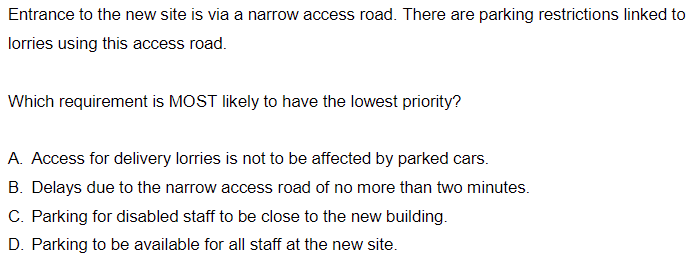 Entrance to the new site is via a narrow access road. There are parking restrictions linked to
lorries using this access road.
Which requirement is MOST likely to have the lowest priority?
A. Access for delivery lorries is not to be affected by parked cars.
B. Delays due to the narrow access road of no more than two minutes.
C. Parking for disabled staff to be close to the new building.
D. Parking to be available for all staff at the new site.